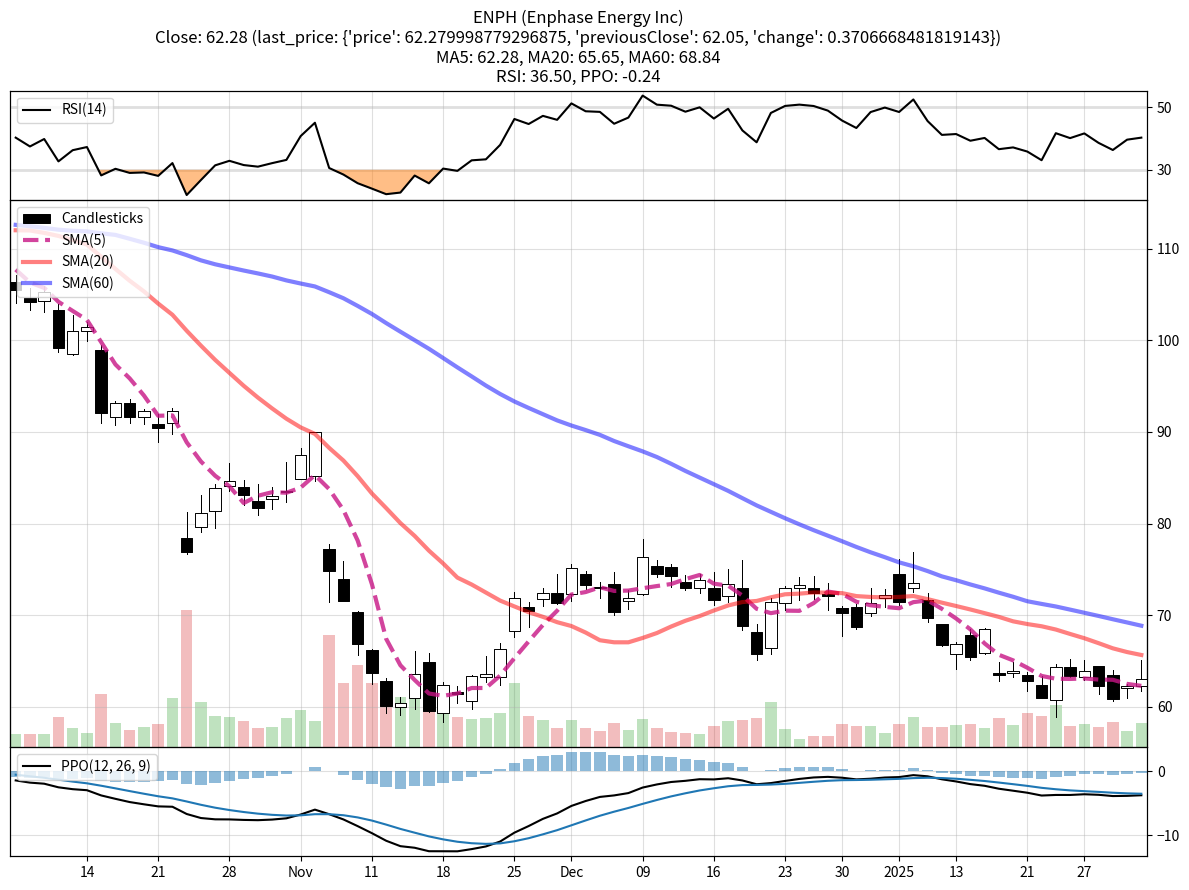 ENPH (Enphase Energy Inc)
Close: 62.28 (last_price: {'price': 62.279998779296875, 'previousClose': 62.05, 'change': 0.3706668481819143})
MA5: 62.28, MA20: 65.65, MA60: 68.84
RSI: 36.50, PPO: -0.24
RSI(14)
50
30
Candlesticks
SMA(5)
SMA(20)
SMA(60)
110
100
90
80
70
60
PPO(12, 26, 9)
0
−10
14 21 28 Nov 11 18 25 Dec 09 16 23 30 2025 13 21 27